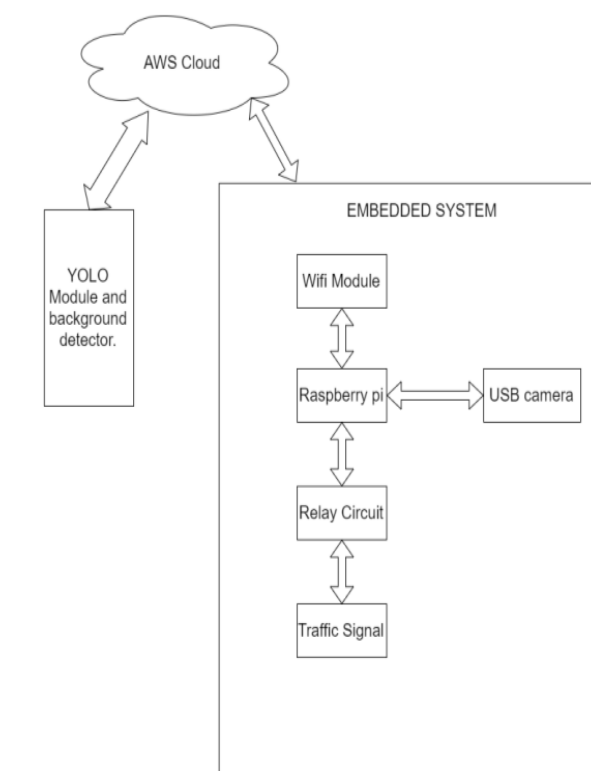 AWS Cloud
EMBEDDED SYSTEM
YOLO
Module and
background
detector.
Wifi Module
Raspberry pi
USB camera
Relay Circuit
Traffic Signal